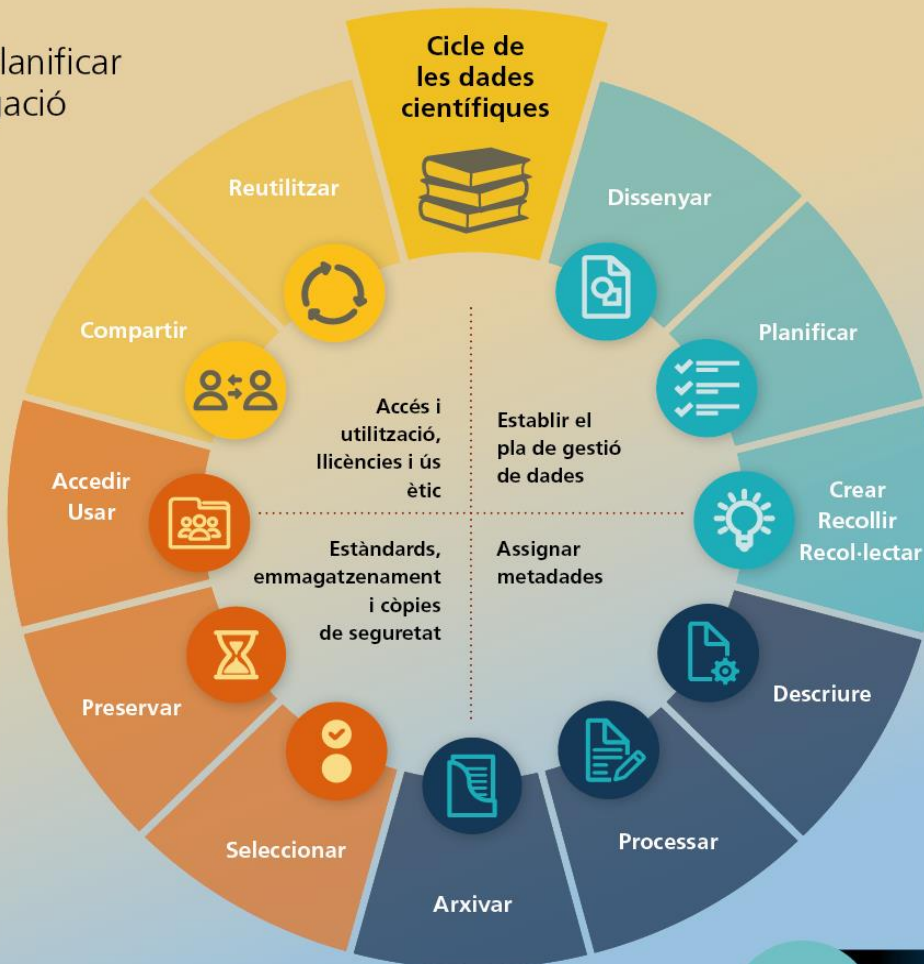 Cicle de
les dades
científiques
Dissenyar
Planificar
Crear
Recollir
Recol·lectar
Descriure
Processar
Arxivar
Seleccionar
Preservar
Accedir
Usar
Compartir
Reutilitzar
Accés i
utilització,
llicències i ús
ètic
Establir el
pla de gestió
de dades
Estàndards,
emmagatzenament
i còpies
de seguretat
Assignar
metadades